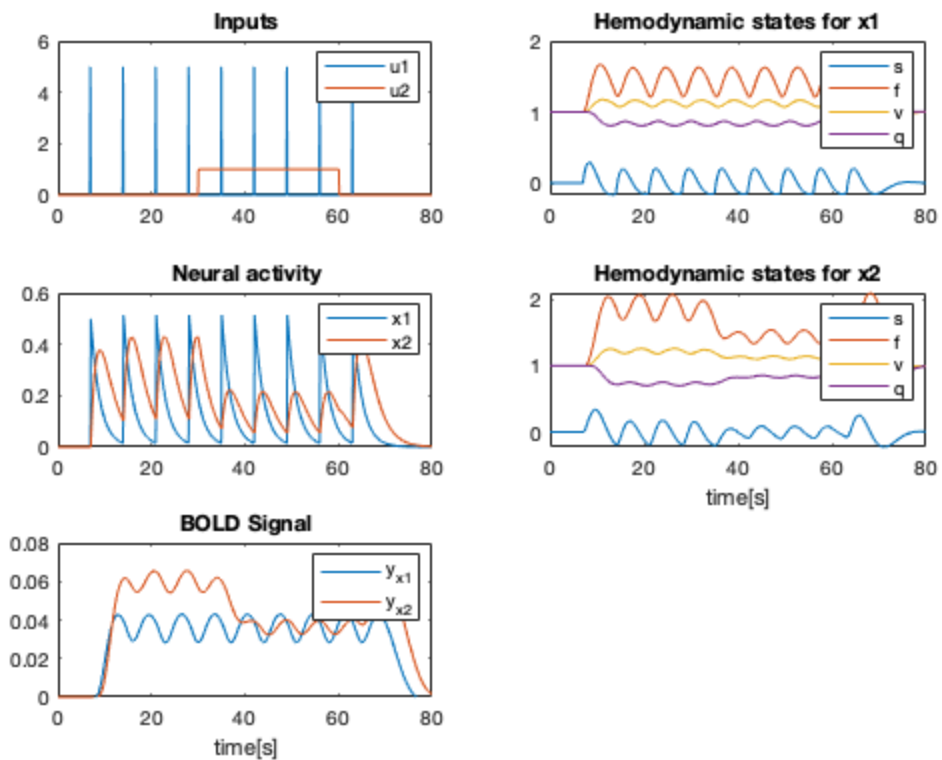 Inputs
6
4
2
0
0 20 40 60 80
u1
u2
Hemodynamic states for x1
2
1
0
0 20 40 60 80
s
f
v
q
Neural activity
0.6
0.4
0.2
0
0 20 40 60 80
x1
x2
Hemodynamic states for x2
2
1
0
0 20 40 60 80
time[s]
s
f
v
q
BOLD Signal
0.08
0.06
0.04
0.02
0
0 20 40 60 80
time[s]
y_x1
y_x2